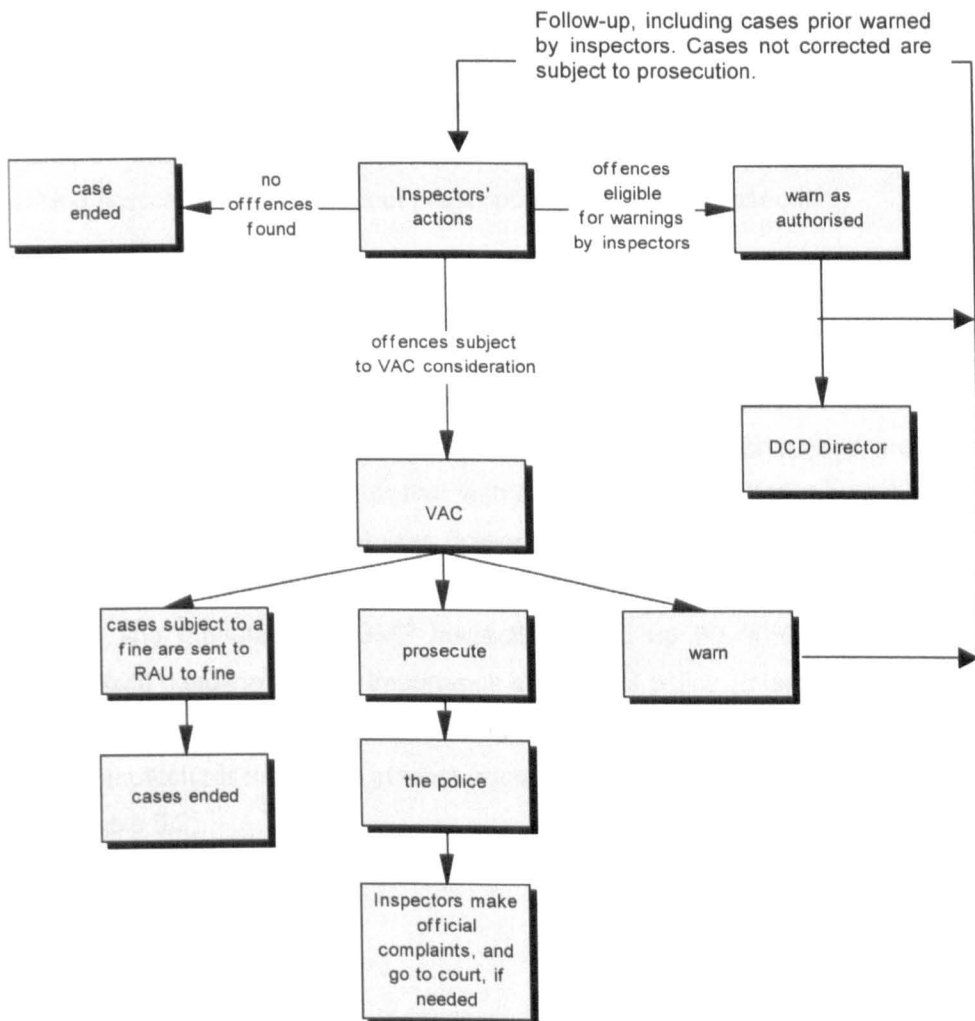 Follow-up, including cases prior warned
by inspectors. Cases not corrected are
subject to prosecution.
case
ended
no
offfences
found
Inspectors'
actions
offences
eligible
for warnings
by inspectors
warn as
authorised
offences subject
to VAC consideration
DCD Director
VAC
cases subject to a
fine are sent to
RAU to fine
prosecute
warn
cases ended
the police
Inspectors make
official
complaints, and
go to court, if
needed